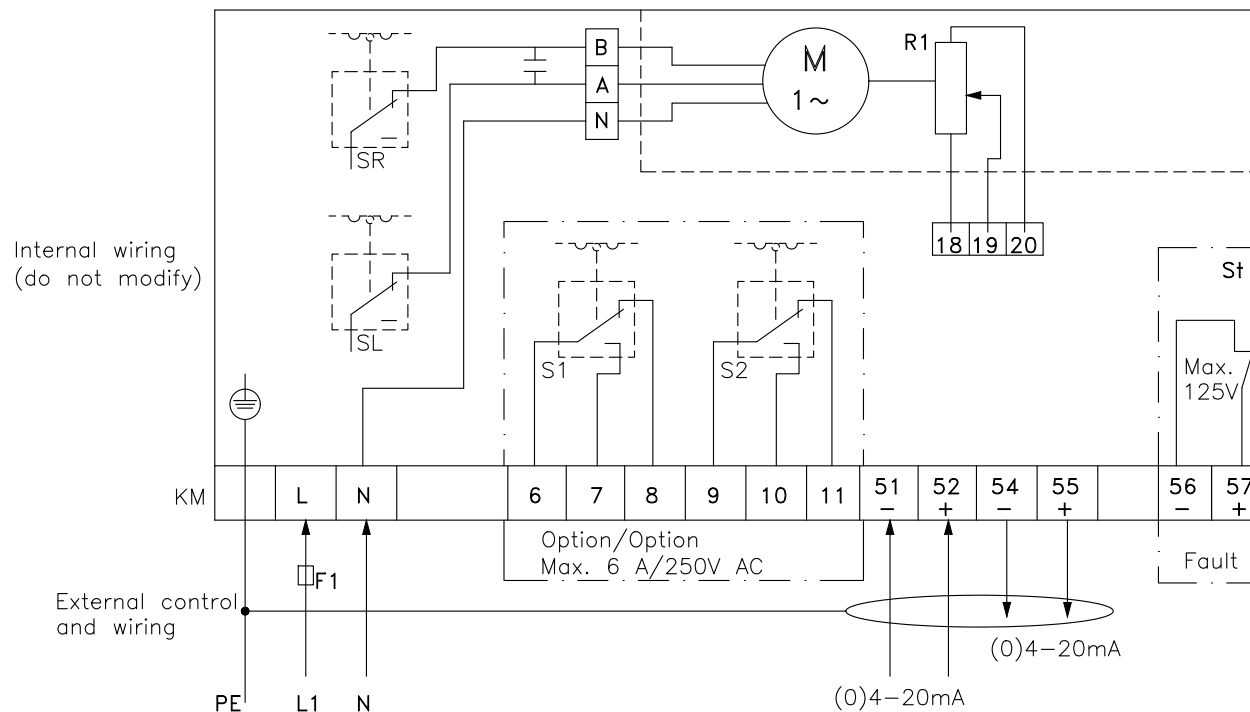 B
A
N
M
1~
R1
SR
SL
18 19 20
Internal wiring
(do not modify)
St
S1
S2
Max.
125V
KM
L N 6 7 8 9 10 11 51 52 54 55 56 57
− + − + − +
Option/Option
Max. 6 A/250V AC
F1
Fault
External control
and wiring
(0)4−20mA
(0)4−20mA
PE L1 N